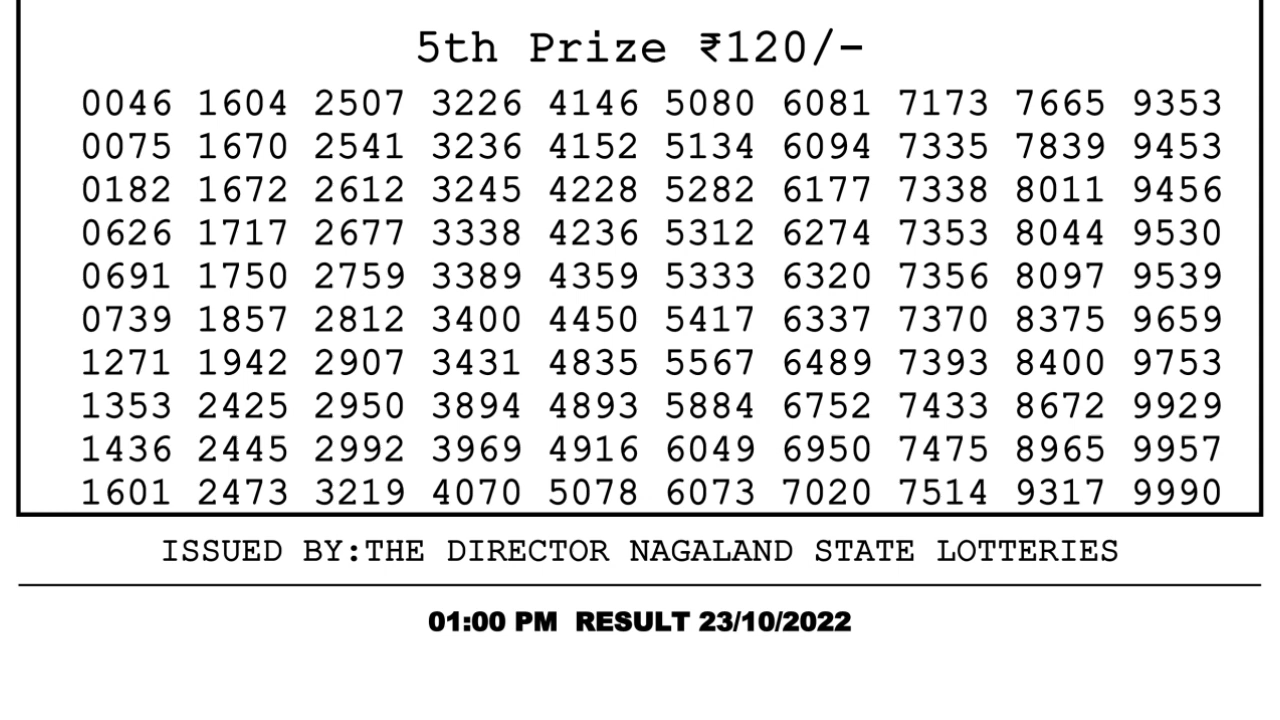 5th Prize ₹120/-
0046 1604 2507 3226 4146 5080 6081 7173 7665 9353
0075 1670 2541 3236 4152 5134 6094 7335 7839 9453
0182 1672 2612 3245 4228 5282 6177 7338 8011 9456
0626 1717 2677 3338 4236 5312 6274 7353 8044 9530
0691 1750 2759 3389 4359 5333 6320 7356 8097 9539
0739 1857 2812 3400 4450 5417 6337 7370 8375 9659
1271 1942 2907 3431 4835 5567 6489 7393 8400 9753
1353 2425 2950 3894 4893 5884 6752 7433 8672 9929
1436 2445 2992 3969 4916 6049 6950 7475 8965 9957
1601 2473 3219 4070 5078 6073 7020 7514 9317 9990
ISSUED BY:THE DIRECTOR NAGALAND STATE LOTTERIES
01:00 PM RESULT 23/10/2022